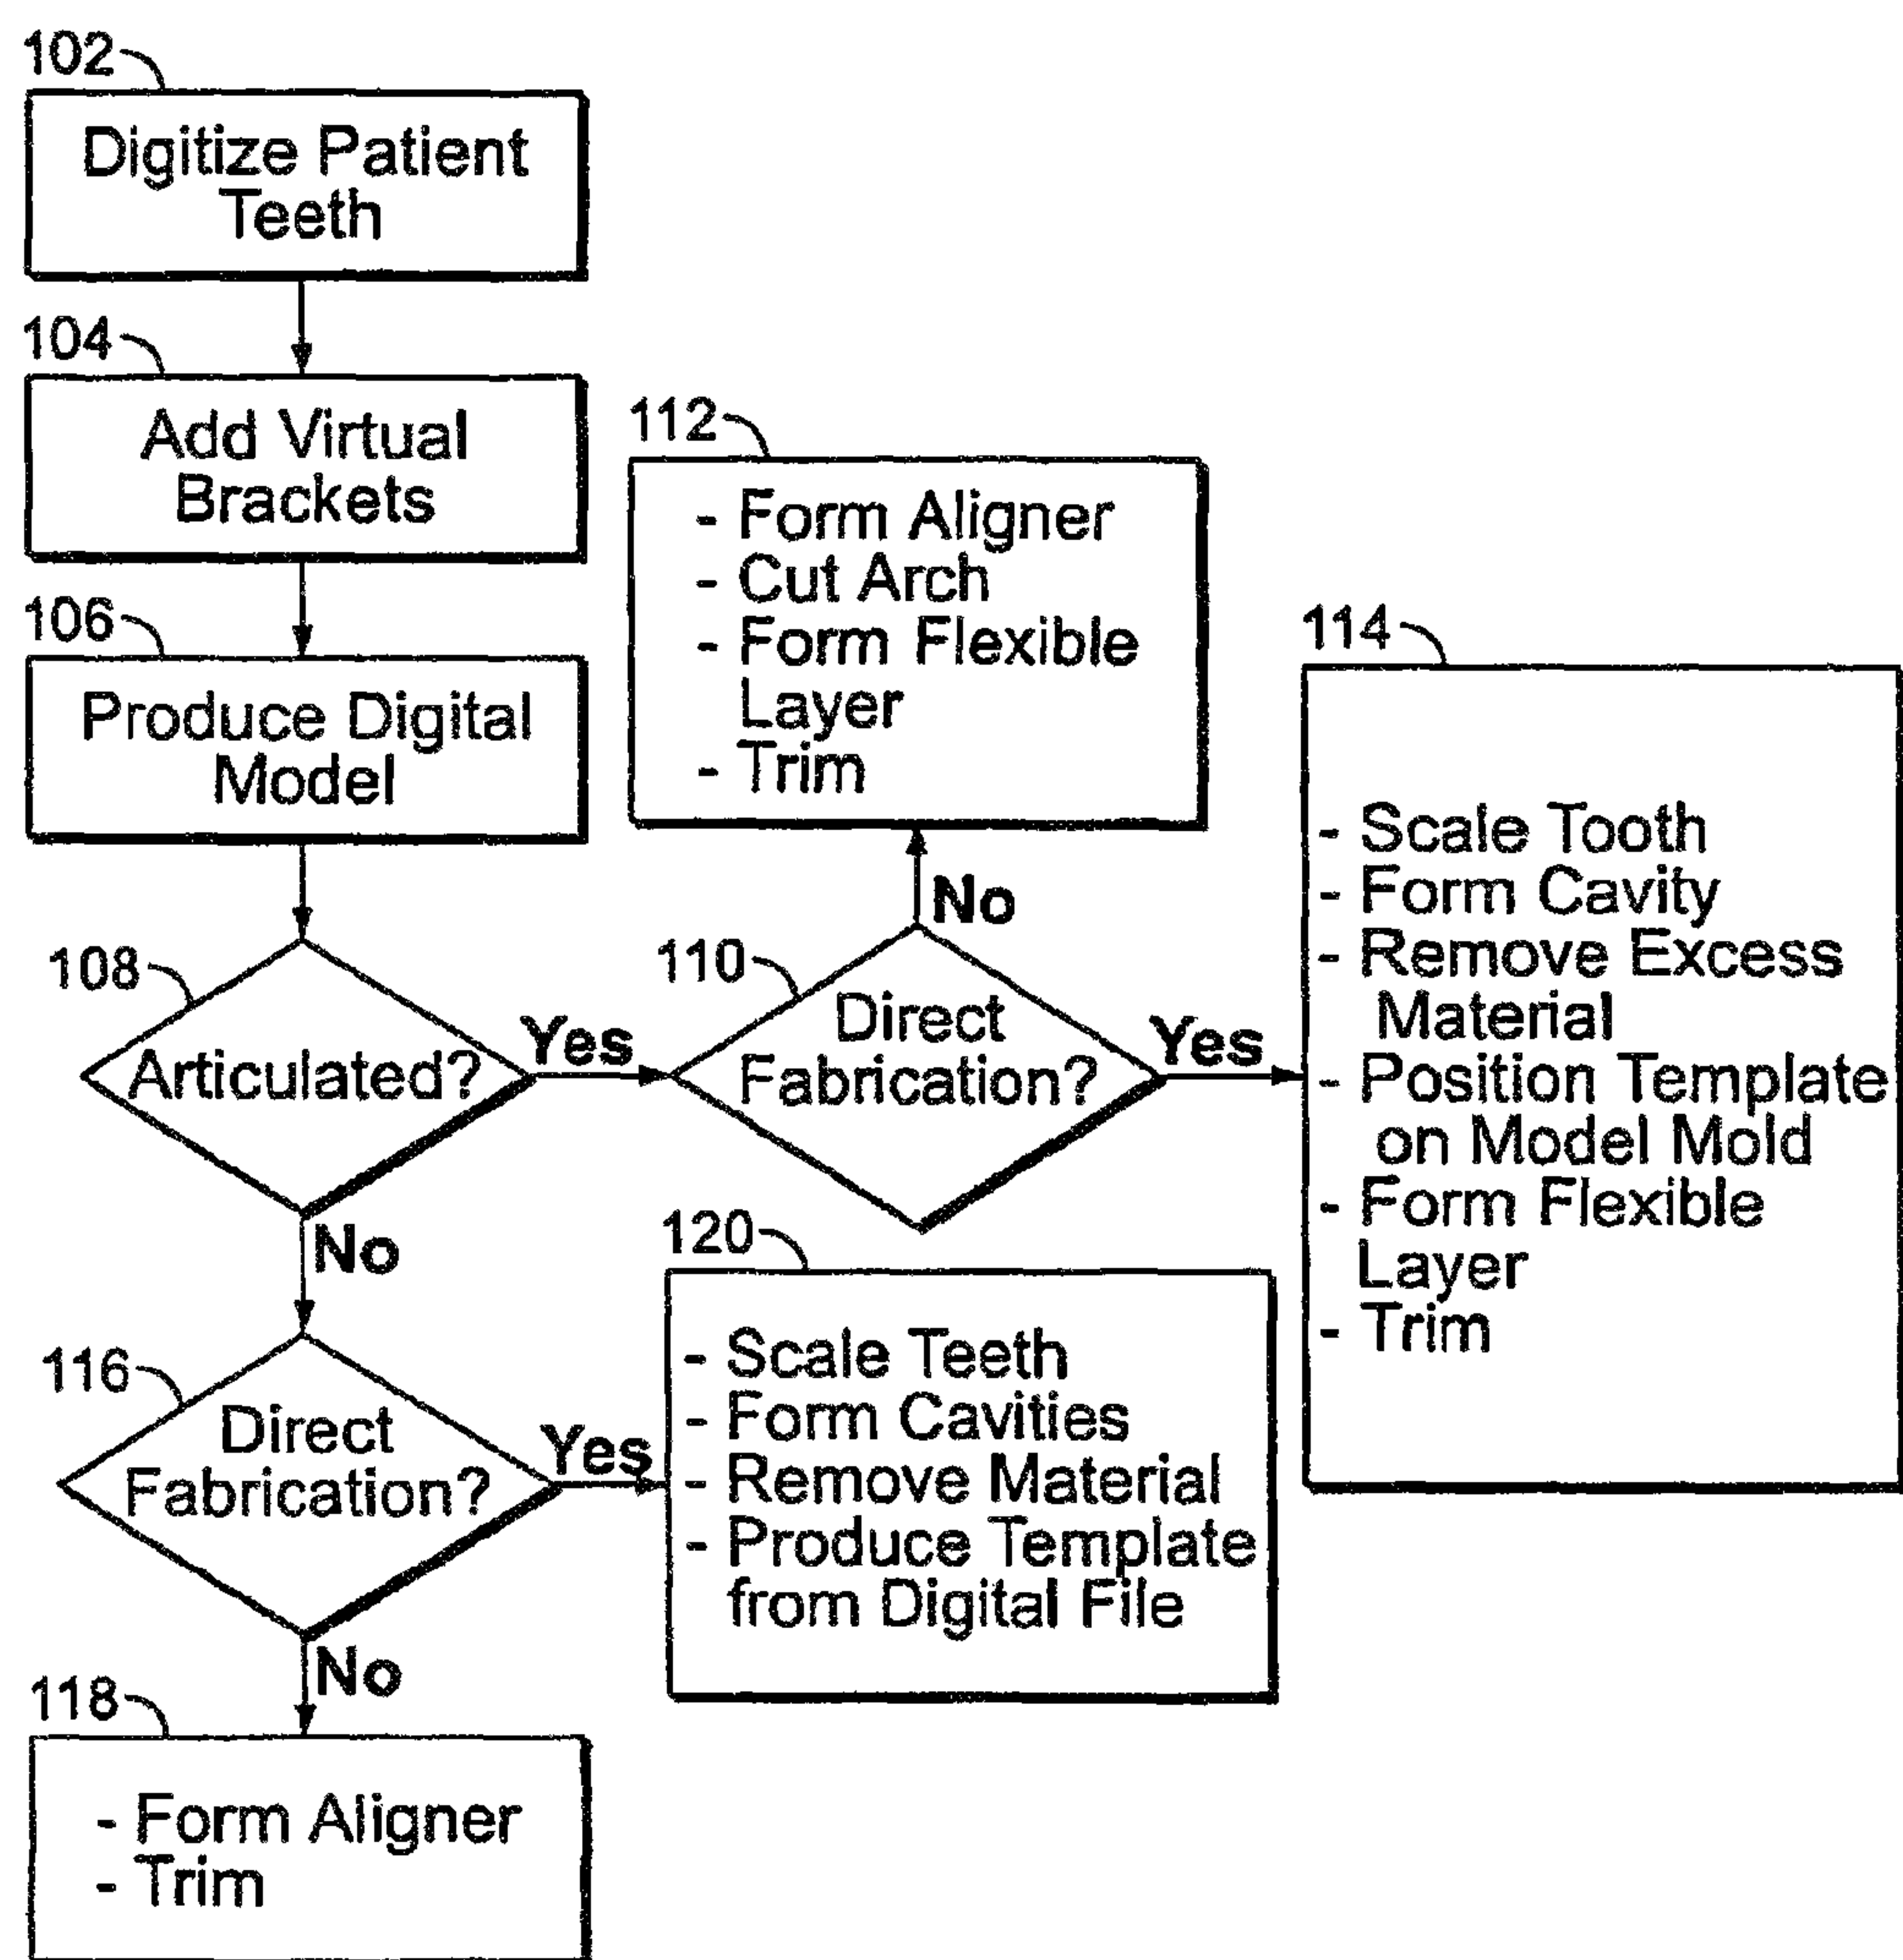 102
Digitize Patient
Teeth
104
Add Virtual
Brackets
106
Produce Digital
Model
108
Articulated?
Yes
No
110
Direct
Fabrication?
No
Yes
112
- Form Aligner
- Cut Arch
- Form Flexible
Layer
- Trim
114
- Scale Tooth
- Form Cavity
- Remove Excess
Material
- Position Template
on Model Mold
- Form Flexible
Layer
- Trim
116
Direct
Fabrication?
Yes
No
120
- Scale Teeth
- Form Cavities
- Remove Material
- Produce Template
from Digital File
118
- Form Aligner
- Trim